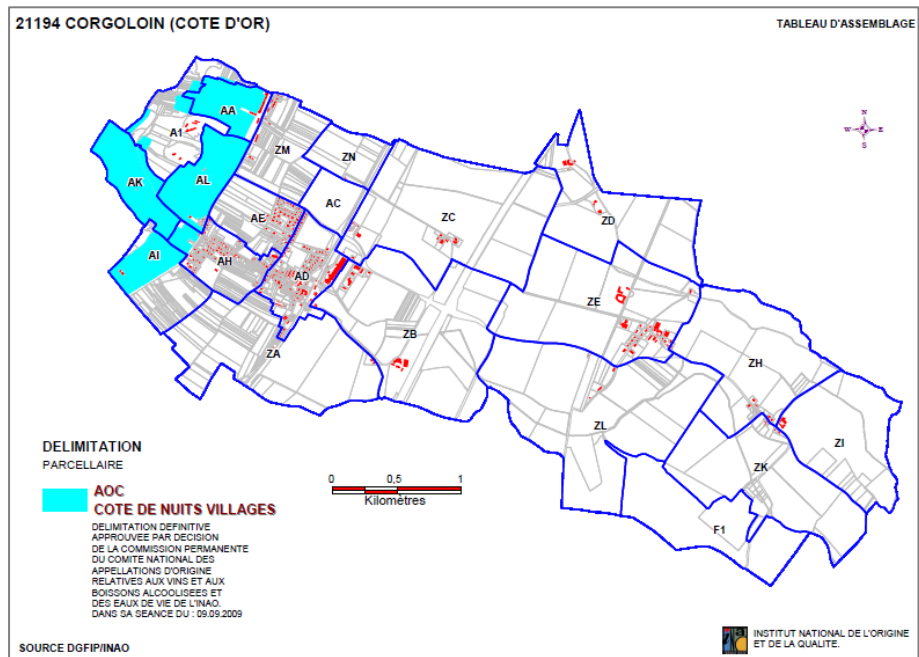 21194 CORGOLOIN (COTE D'OR)
TABLEAU D'ASSEMBLAGE
N
W E
S
AA
A1
ZM
ZN
AK
AL
AC
AE
ZC
ZD
AI
AH
AD
ZE
ZB
ZA
ZH
ZL
ZI
ZK
F1
DELIMITATION
PARCELLAIRE
AOC
COTE DE NUITS VILLAGES
DELIMITATION DEFINITIVE
APPROUVEE PAR DECISION
DE LA COMMISSION PERMANENTE
DU COMITE NATIONAL DES
APPELLATIONS D'ORIGINE
RELATIVES AUX VINS ET AUX
BOISSONS ALCOOLISEES ET
DES EAUX DE VIE DE L'INAO.
DANS SA SEANCE DU : 09.09.2009
0 0,5 1
Kilomètres
SOURCE DGFIP/INAO
INSTITUT NATIONAL DE L'ORIGINE
ET DE LA QUALITE.